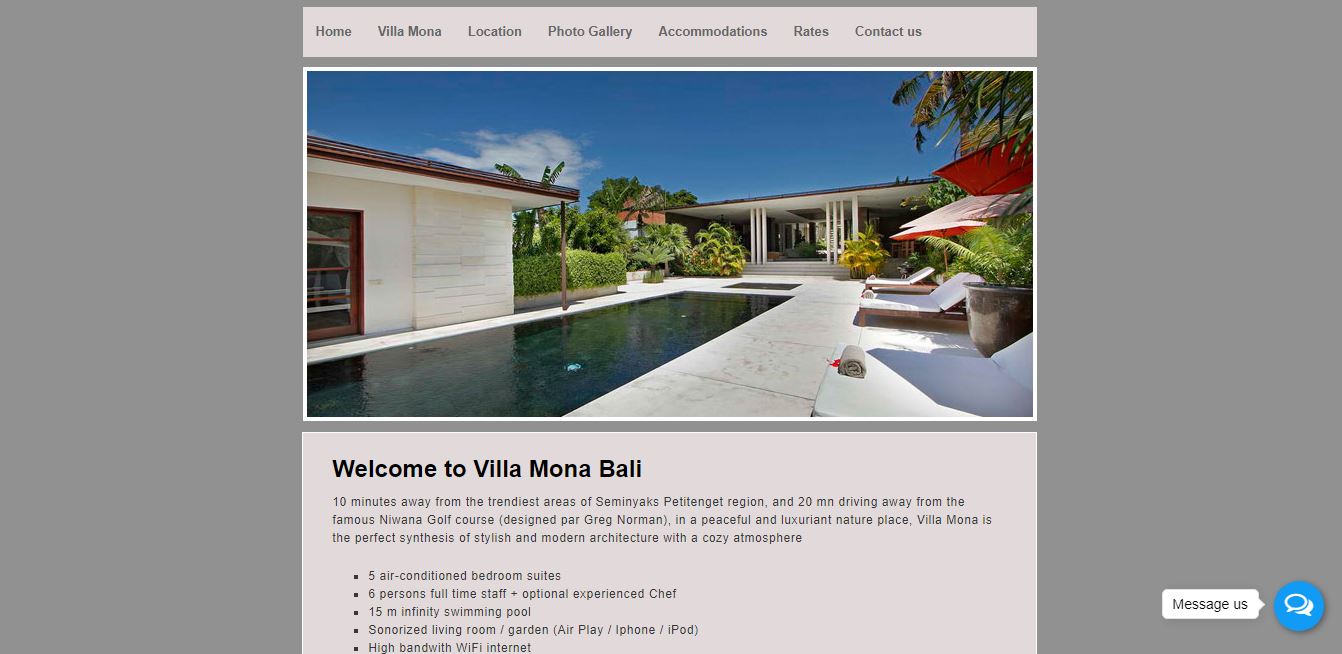 Home Villa Mona Location Photo Gallery Accommodations Rates Contact us
Welcome to Villa Mona Bali
10 minutes away from the trendiest areas of Seminyaks Petitenget region, and 20 mn driving away from the
famous Niwana Golf course (designed par Greg Norman), in a peaceful and luxuriant nature place, Villa Mona is
the perfect synthesis of stylish and modern architecture with a cozy atmosphere
5 air-conditioned bedroom suites
6 persons full time staff + optional experienced Chef
15 m infinity swimming pool
Sonorized living room / garden (Air Play / Iphone / iPod)
High bandwith WiFi internet
Message us